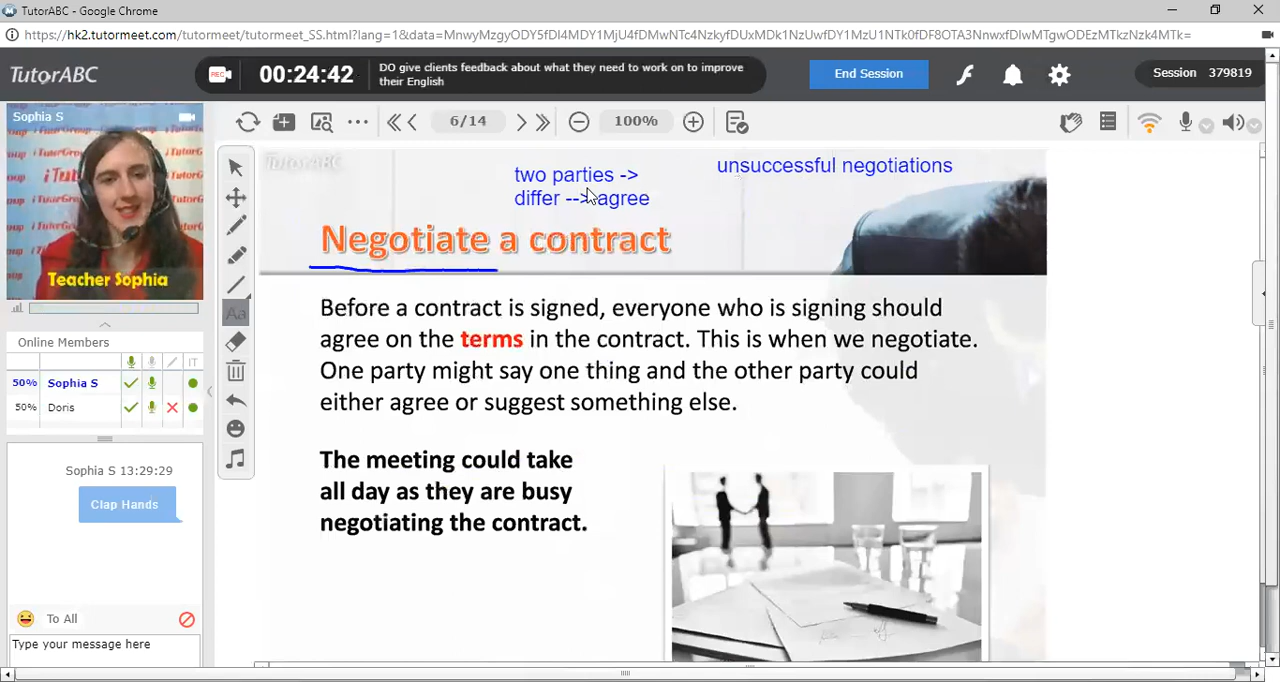 TutorABC - Google Chrome
https://hk2.tutormeet.com/tutormeet/tutormeet_SS.html?lang=1&data=MnwyMzgyODY5fDI4MDY1MjU4fDMwNTc4NzkyfDUxMDk1NzUwfDY1MzU1NTk0fDF8OTA3NnwxfDIwMTgwODEzMTkzNzk4MTk=
TutorABC
REC
00:24:42
DO give clients feedback about what they need to work on to improve
their English
End Session
Session 379819
Sophia S
6/14
100%
TutorABC
two parties ->
differ --> agree
unsuccessful negotiations
Negotiate a contract
Teacher Sophia
Before a contract is signed, everyone who is signing should
agree on the terms in the contract. This is when we negotiate.
One party might say one thing and the other party could
either agree or suggest something else.
The meeting could take
all day as they are busy
negotiating the contract.
Online Members
IT
50% Sophia S
50% Doris
Sophia S 13:29:29
Clap Hands
To All
Type your message here
Aa